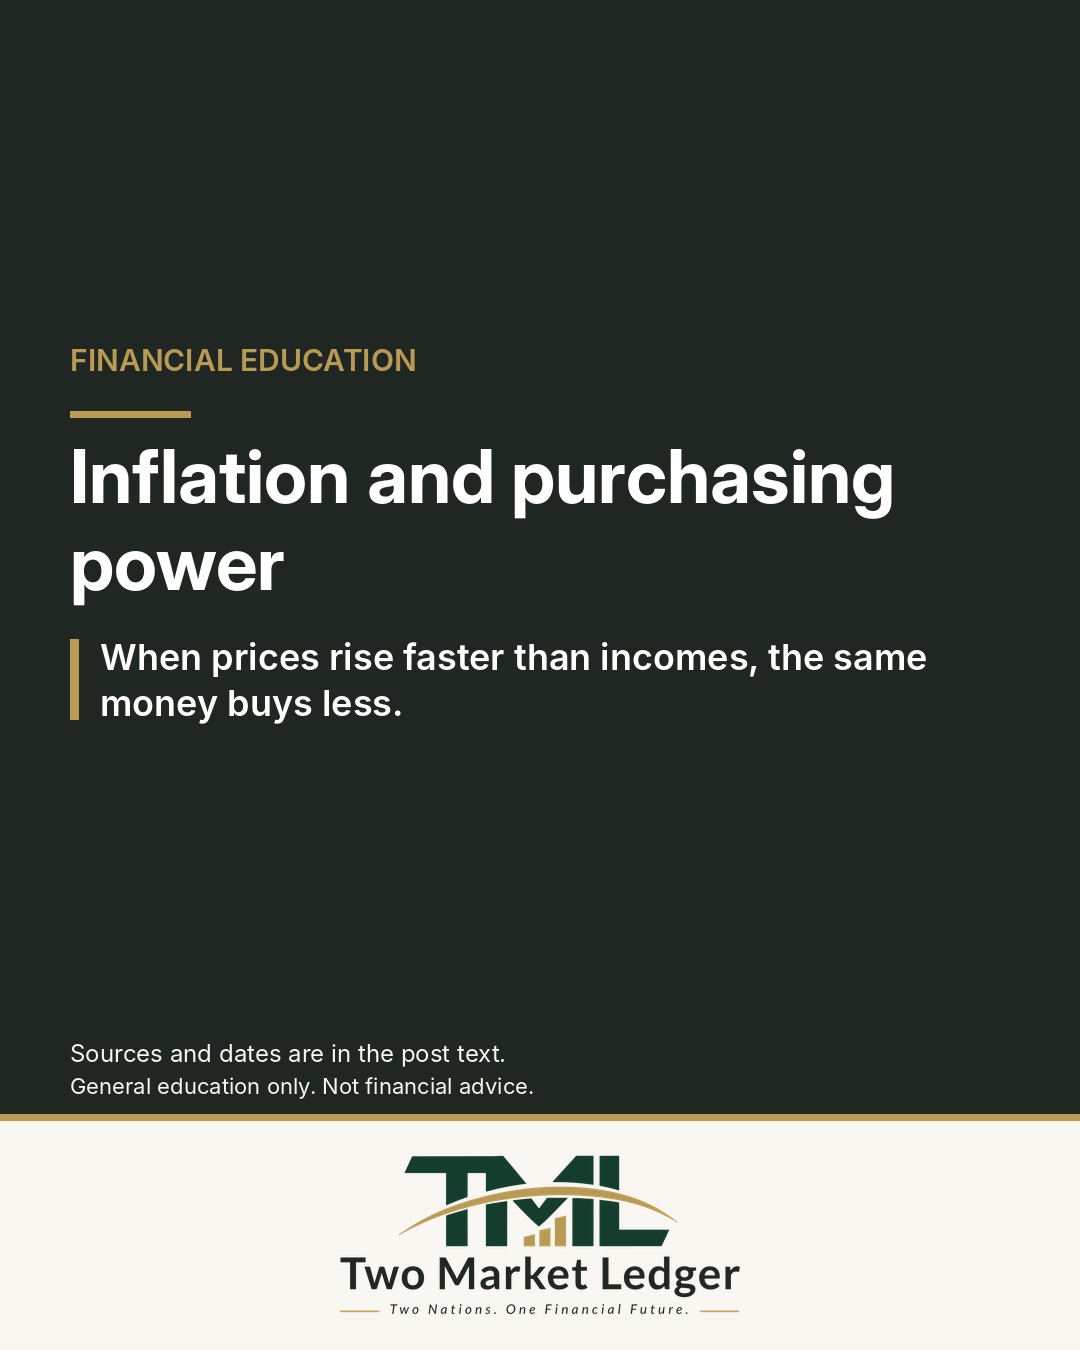 FINANCIAL EDUCATION
Inflation and purchasing
power
When prices rise faster than incomes, the same
money buys less.
Sources and dates are in the post text.
General education only. Not financial advice.
TML
Two Market Ledger
Two Nations. One Financial Future.